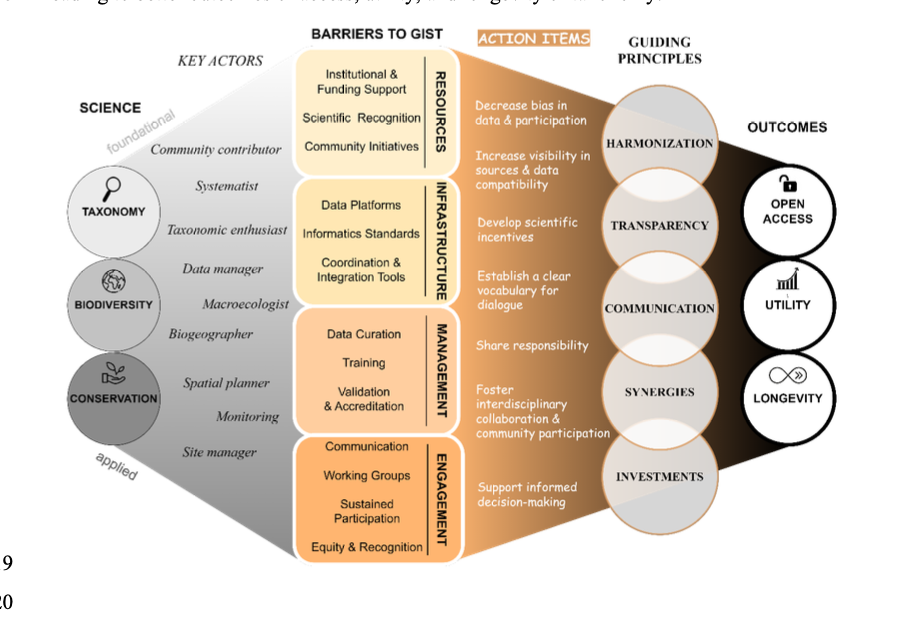 BARRIERS TO GIST
ACTION ITEMS
GUIDING
PRINCIPLES
KEY ACTORS
SCIENCE
OUTCOMES
foundational
TAXONOMY
BIODIVERSITY
CONSERVATION
applied
Community contributor
Systematist
Taxonomic enthusiast
Data manager
Macroecologist
Biogeographer
Spatial planner
Monitoring
Site manager
Institutional &
Funding Support
Scientific Recognition
Community Initiatives
RESOURCES
Data Platforms
Informatics Standards
Coordination &
Integration Tools
INFRASTRUCTURE
Data Curation
Training
Validation
& Accreditation
MANAGEMENT
Communication
Working Groups
Sustained
Participation
Equity & Recognition
ENGAGEMENT
Decrease bias in
data & participation
Increase visibility in
sources & data
compatibility
Develop scientific
incentives
Establish a clear
vocabulary for
dialogue
Share responsibility
Foster
interdisciplinary
collaboration &
community participation
Support informed
decision-making
HARMONIZATION
TRANSPARENCY
COMMUNICATION
SYNERGIES
INVESTMENTS
OPEN
ACCESS
UTILITY
LONGEVITY
9
20